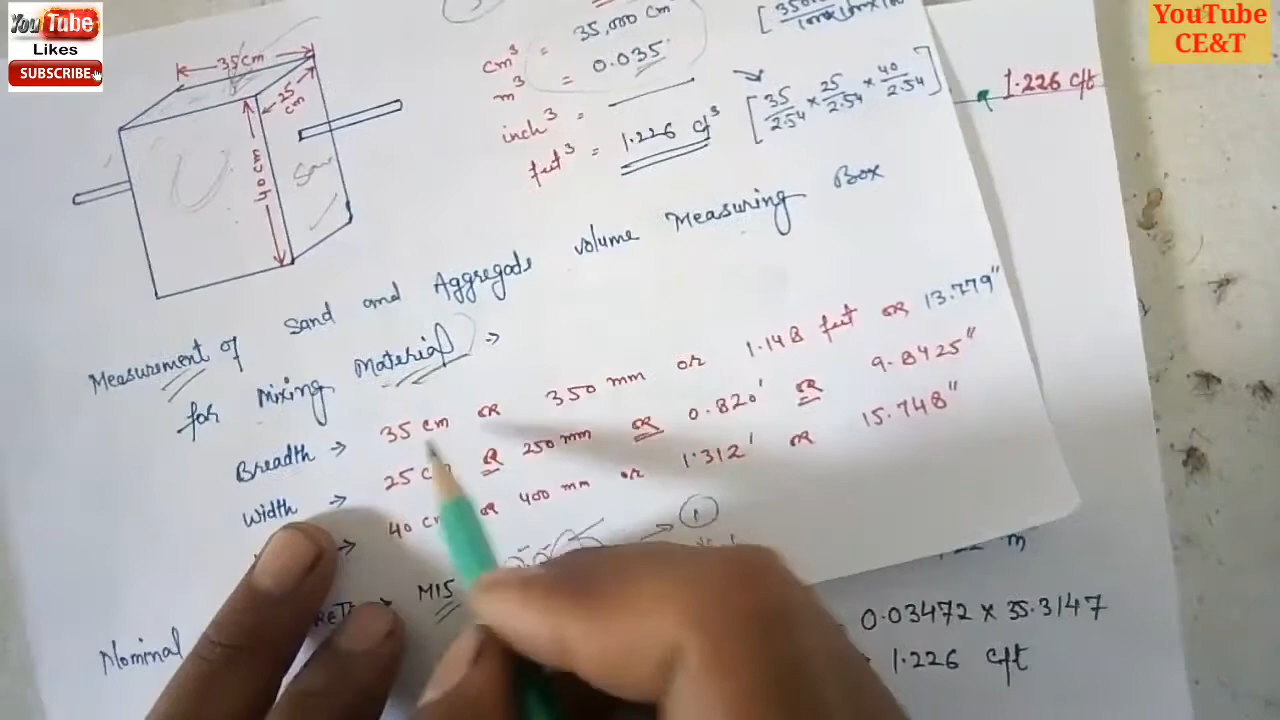 YouTube
Likes
SUBSCRIBE
YouTube
CE&T
35cm
25 cm
40 cm
cm³ = 35,000 cm
m³ = 0.035
inch³ =
feet³ = 1.226 cf³
[35/2.54 × 25/2.54 × 40/2.54]
1.226 cft
Measurement of Sand and Aggregate volume Measuring Box
for Mixing Material →
Breadth → 35 cm or 350 mm or 1.148 feet or 13.779"
Width → 25 cm or 250 mm or 0.820' or 9.8425"
→ 40 cm or 400 mm or 1.312' or 15.748"
Nominal → M15 → 1
0.03472 × 35.3147
1.226 cft